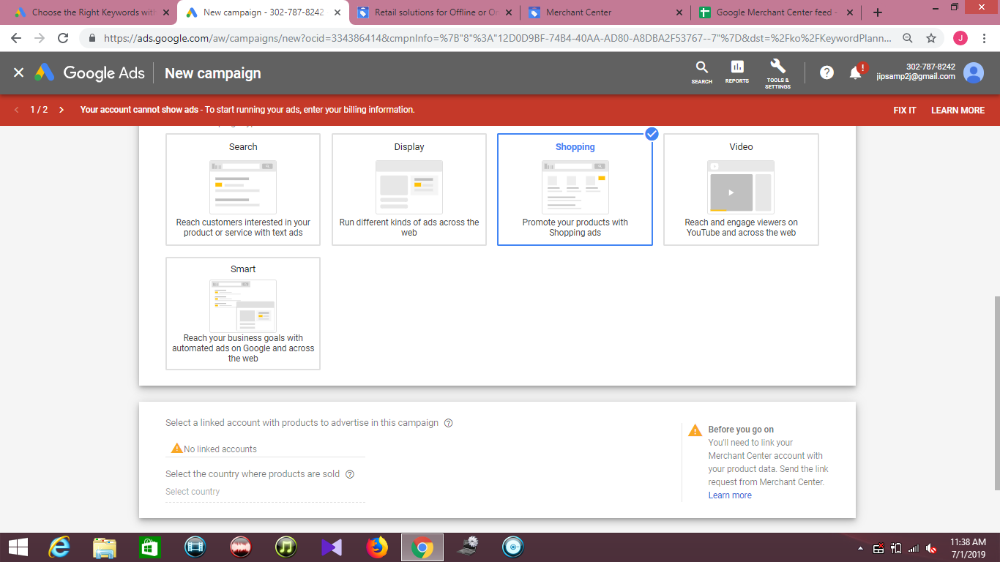 Choose the Right Keywords with
New campaign - 302-787-8242
Retail solutions for Offline or On
Merchant Center
Google Merchant Center feed -
https://ads.google.com/aw/campaigns/new?ocid=334386414&cmpnInfo=%7B"8"%3A"12D0D9BF-74B4-40AA-AD80-A8DBA2F53767--7"%7D&dst=%2Fko%2FKeywordPlann...
J
Google Ads
New campaign
SEARCH
REPORTS
TOOLS &
SETTINGS
!
302-787-8242
jipsamp2j@gmail.com
1 / 2
Your account cannot show ads - To start running your ads, enter your billing information.
FIX IT
LEARN MORE
Search
Reach customers interested in your
product or service with text ads
Display
Run different kinds of ads across the
web
Shopping
Promote your products with
Shopping ads
Video
Reach and engage viewers on
YouTube and across the web
Smart
Reach your business goals with
automated ads on Google and across
the web
Select a linked account with products to advertise in this campaign
No linked accounts
Select the country where products are sold
Select country
Before you go on
You'll need to link your
Merchant Center account with
your product data. Send the link
request from Merchant Center.
Learn more
11:38 AM
7/1/2019